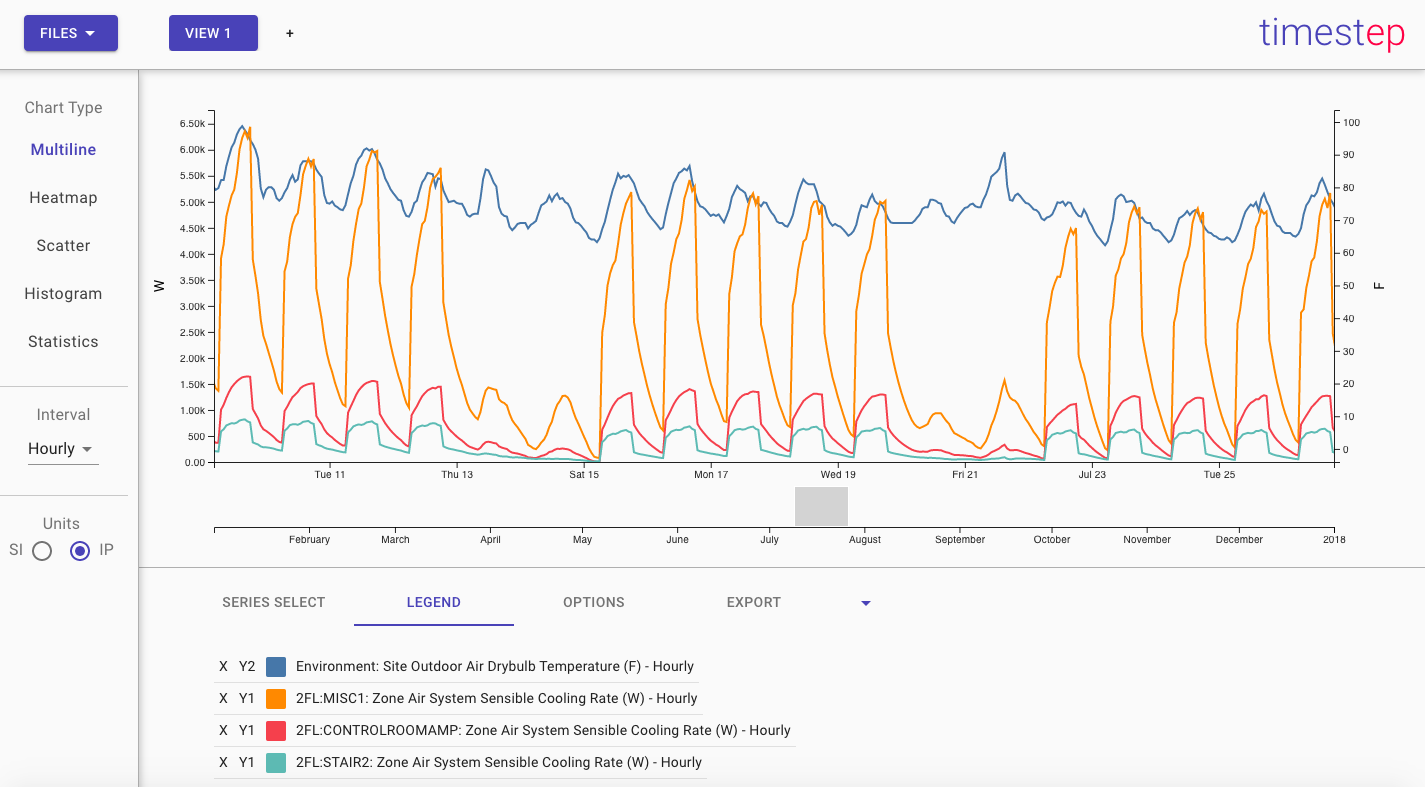 FILES VIEW 1 + timestep
Chart Type
Multiline
Heatmap
Scatter
Histogram
Statistics
Interval
Hourly
Units
SI IP
6.50k
6.00k
5.50k
5.00k
4.50k
4.00k
3.50k
3.00k
2.50k
2.00k
1.50k
1.00k
500
0.00
W
100
90
80
70
60
50
40
30
20
10
0
F
Tue 11 Thu 13 Sat 15 Mon 17 Wed 19 Fri 21 Jul 23 Tue 25
February March April May June July August September October November December 2018
SERIES SELECT LEGEND OPTIONS EXPORT
X Y2 Environment: Site Outdoor Air Drybulb Temperature (F) - Hourly
X Y1 2FL:MISC1: Zone Air System Sensible Cooling Rate (W) - Hourly
X Y1 2FL:CONTROLROOMAMP: Zone Air System Sensible Cooling Rate (W) - Hourly
X Y1 2FL:STAIR2: Zone Air System Sensible Cooling Rate (W) - Hourly